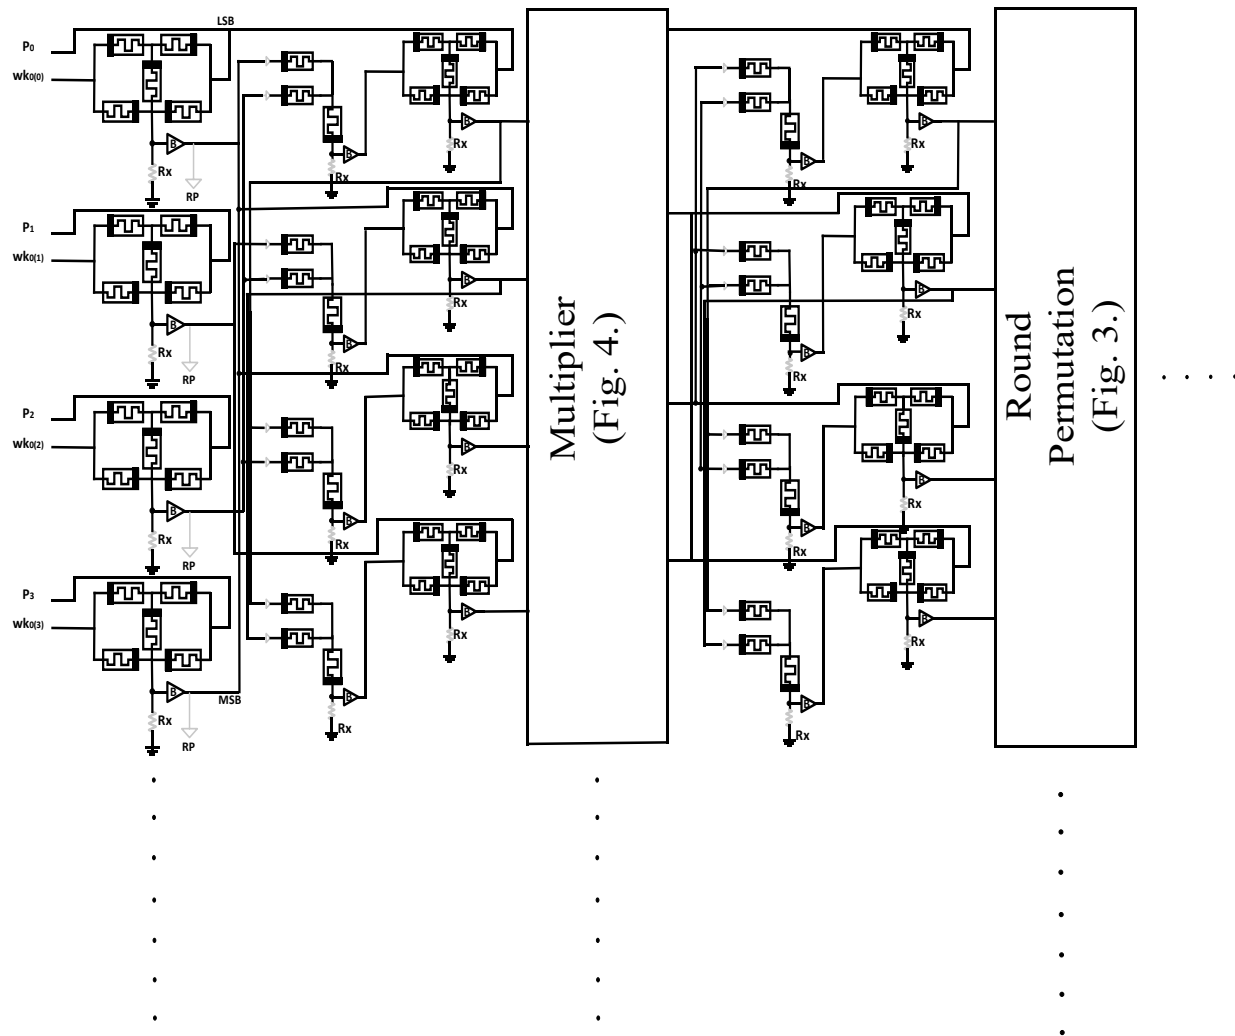 LSB
P0
wk0(0)
B
Rx
RP
B
Rx
B
Rx
P1
wk0(1)
B
Rx
RP
B
Rx
B
Rx
P2
wk0(2)
B
Rx
RP
B
Rx
B
Rx
P3
wk0(3)
B
MSB
Rx
RP
B
Rx
B
Rx
Multiplier
(Fig. 4.)
B
Rx
B
Rx
B
Rx
B
Rx
B
Rx
B
Rx
B
Rx
B
Rx
Round
Permutation
(Fig. 3.)